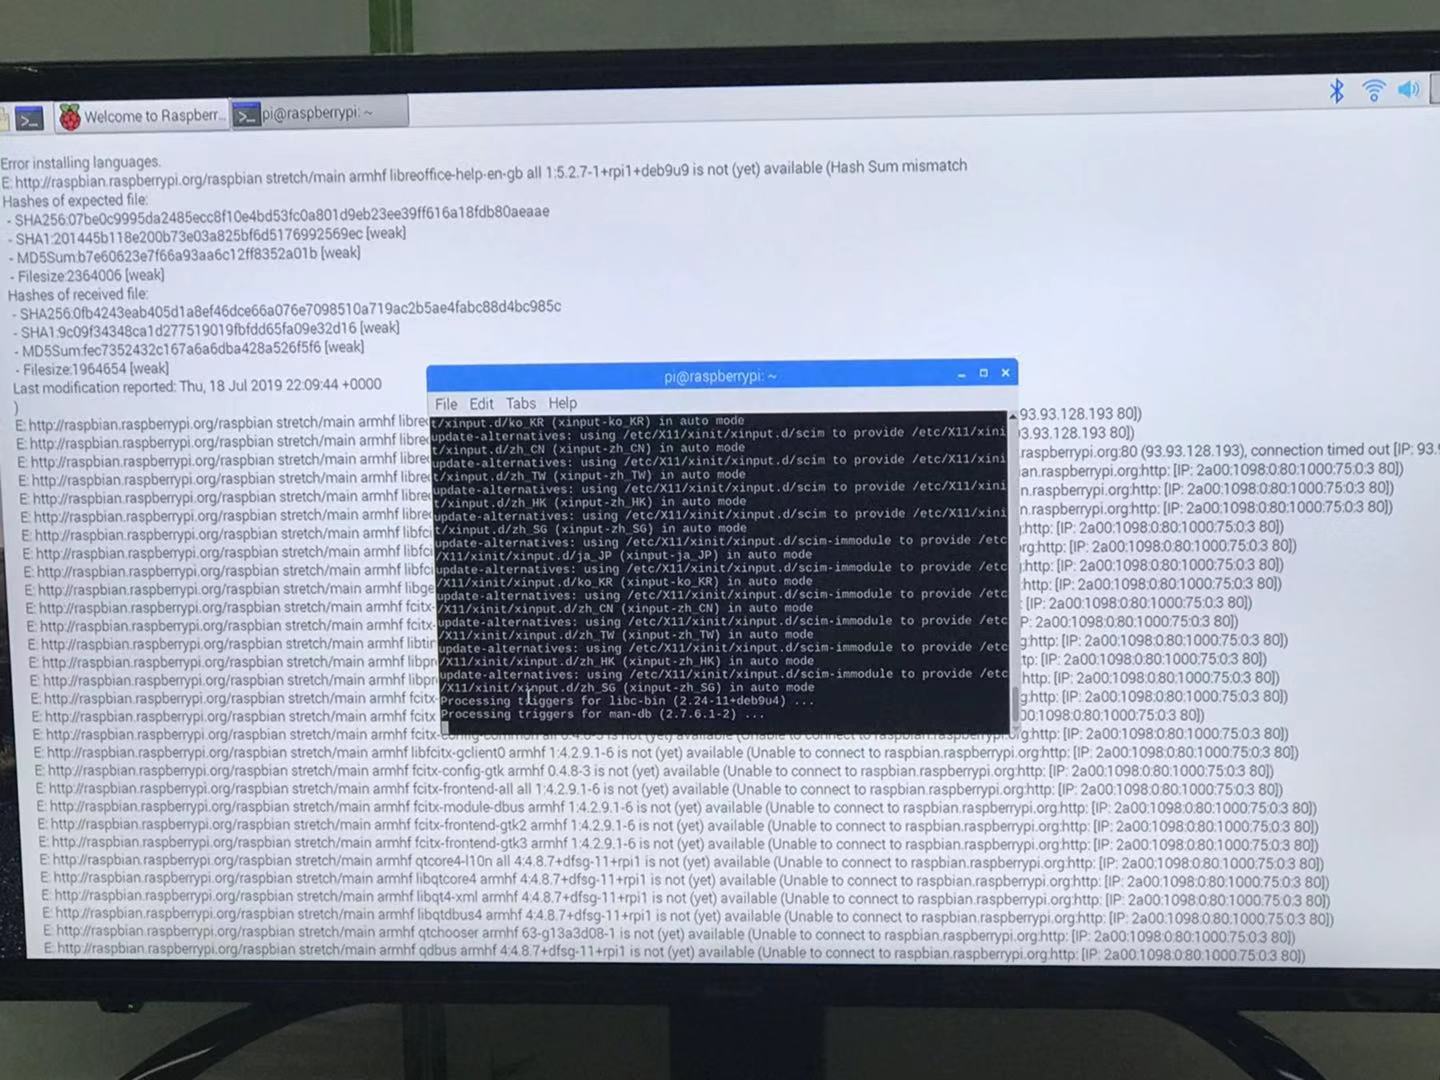 Welcome to Raspberr...
pi@raspberrypi: ~
Error installing languages.
E: http://raspbian.raspberrypi.org/raspbian stretch/main armhf libreoffice-help-en-gb all 1:5.2.7-1+rpi1+deb9u9 is not (yet) available (Hash Sum mismatch
Hashes of expected file:
- SHA256:07be0c9995da2485ecc8f10e4bd53fc0a801d9eb23ee39ff616a18fdb80aeaae
- SHA1:201445b118e200b73e03a825bf6d5176992569ec [weak]
- MD5Sum:b7e60623e7f66a93aa6c12ff8352a01b [weak]
- Filesize:2364006 [weak]
Hashes of received file:
- SHA256:0fb4243eab405d1a8ef46dce66a076e7098510a719ac2b5ae4fabc88d4bc985c
- SHA1:9c09f34348ca1d277519019fbfdd65fa09e32d16 [weak]
- MD5Sum:fec7352432c167a6a6dba428a526f5f6 [weak]
- Filesize:1964654 [weak]
Last modification reported: Thu, 18 Jul 2019 22:09:44 +0000
)
E: http://raspbian.raspberrypi.org/raspbian stretch/main armhf libre 93.93.128.193 80])
E: http://raspbian.raspberrypi.org/raspbian stretch/main armhf libre 3.93.128.193 80])
E: http://raspbian.raspberrypi.org/raspbian stretch/main armhf libre raspberrypi.org:80 (93.93.128.193), connection timed out [IP: 93.9
E: http://raspbian.raspberrypi.org/raspbian stretch/main armhf libre an.raspberrypi.org:http: [IP: 2a00:1098:0:80:1000:75:0:3 80])
E: http://raspbian.raspberrypi.org/raspbian stretch/main armhf libre n.raspberrypi.org:http: [IP: 2a00:1098:0:80:1000:75:0:3 80])
E: http://raspbian.raspberrypi.org/raspbian stretch/main armhf libre n.raspberrypi.org:http: [IP: 2a00:1098:0:80:1000:75:0:3 80])
E: http://raspbian.raspberrypi.org/raspbian stretch/main armhf libfci :http: [IP: 2a00:1098:0:80:1000:75:0:3 80])
E: http://raspbian.raspberrypi.org/raspbian stretch/main armhf libfci rg:http: [IP: 2a00:1098:0:80:1000:75:0:3 80])
E: http://raspbian.raspberrypi.org/raspbian stretch/main armhf libfci :http: [IP: 2a00:1098:0:80:1000:75:0:3 80])
E: http://raspbian.raspberrypi.org/raspbian stretch/main armhf libge http: [IP: 2a00:1098:0:80:1000:75:0:3 80])
E: http://raspbian.raspberrypi.org/raspbian stretch/main armhf fcitx- : [IP: 2a00:1098:0:80:1000:75:0:3 80])
E: http://raspbian.raspberrypi.org/raspbian stretch/main armhf fcitx- P: 2a00:1098:0:80:1000:75:0:3 80])
E: http://raspbian.raspberrypi.org/raspbian stretch/main armhf libtin g:http: [IP: 2a00:1098:0:80:1000:75:0:3 80])
E: http://raspbian.raspberrypi.org/raspbian stretch/main armhf libpn tp: [IP: 2a00:1098:0:80:1000:75:0:3 80])
E: http://raspbian.raspberrypi.org/raspbian stretch/main armhf libpn http: [IP: 2a00:1098:0:80:1000:75:0:3 80])
E: http://raspbian.raspberrypi.org/raspbian stretch/main armhf fcitx- g:http: [IP: 2a00:1098:0:80:1000:75:0:3 80])
E: http://raspbian.raspberrypi.org/raspbian stretch/main armhf fcitx 00:1098:0:80:1000:75:0:3 80])
E: http://raspbian.raspberrypi.org/raspbian stretch/main armhf fcitx- g:http: [IP: 2a00:1098:0:80:1000:75:0:3 80])
E: http://raspbian.raspberrypi.org/raspbian stretch/main armhf libfcitx-gclient0 armhf 1:4.2.9.1-6 is not (yet) available (Unable to connect to raspbian.raspberrypi.org:http: [IP: 2a00:1098:0:80:1000:75:0:3 80])
E: http://raspbian.raspberrypi.org/raspbian stretch/main armhf fcitx-config-gtk armhf 0.4.8-3 is not (yet) available (Unable to connect to raspbian.raspberrypi.org:http: [IP: 2a00:1098:0:80:1000:75:0:3 80])
E: http://raspbian.raspberrypi.org/raspbian stretch/main armhf fcitx-frontend-all all 1:4.2.9.1-6 is not (yet) available (Unable to connect to raspbian.raspberrypi.org:http: [IP: 2a00:1098:0:80:1000:75:0:3 80])
E: http://raspbian.raspberrypi.org/raspbian stretch/main armhf fcitx-module-dbus armhf 1:4.2.9.1-6 is not (yet) available (Unable to connect to raspbian.raspberrypi.org:http: [IP: 2a00:1098:0:80:1000:75:0:3 80])
E: http://raspbian.raspberrypi.org/raspbian stretch/main armhf fcitx-frontend-gtk2 armhf 1:4.2.9.1-6 is not (yet) available (Unable to connect to raspbian.raspberrypi.org:http: [IP: 2a00:1098:0:80:1000:75:0:3 80])
E: http://raspbian.raspberrypi.org/raspbian stretch/main armhf fcitx-frontend-gtk3 armhf 1:4.2.9.1-6 is not (yet) available (Unable to connect to raspbian.raspberrypi.org:http: [IP: 2a00:1098:0:80:1000:75:0:3 80])
E: http://raspbian.raspberrypi.org/raspbian stretch/main armhf qtcore4-l10n all 4:4.8.7+dfsg-11+rpi1 is not (yet) available (Unable to connect to raspbian.raspberrypi.org:http: [IP: 2a00:1098:0:80:1000:75:0:3 80])
E: http://raspbian.raspberrypi.org/raspbian stretch/main armhf libqtcore4 armhf 4:4.8.7+dfsg-11+rpi1 is not (yet) available (Unable to connect to raspbian.raspberrypi.org:http: [IP: 2a00:1098:0:80:1000:75:0:3 80])
E: http://raspbian.raspberrypi.org/raspbian stretch/main armhf libqt4-xml armhf 4:4.8.7+dfsg-11+rpi1 is not (yet) available (Unable to connect to raspbian.raspberrypi.org:http: [IP: 2a00:1098:0:80:1000:75:0:3 80])
E: http://raspbian.raspberrypi.org/raspbian stretch/main armhf libqtdbus4 armhf 4:4.8.7+dfsg-11+rpi1 is not (yet) available (Unable to connect to raspbian.raspberrypi.org:http: [IP: 2a00:1098:0:80:1000:75:0:3 80])
E: http://raspbian.raspberrypi.org/raspbian stretch/main armhf qtchooser armhf 63-g13a3d08-1 is not (yet) available (Unable to connect to raspbian.raspberrypi.org:http: [IP: 2a00:1098:0:80:1000:75:0:3 80])
E: http://raspbian.raspberrypi.org/raspbian stretch/main armhf qdbus armhf 4:4.8.7+dfsg-11+rpi1 is not (yet) available (Unable to connect to raspbian.raspberrypi.org:http: [IP: 2a00:1098:0:80:1000:75:0:3 80])
pi@raspberrypi: ~
File Edit Tabs Help
t/xinput.d/ko_KR (xinput-ko_KR) in auto mode
update-alternatives: using /etc/X11/xinit/xinput.d/scim to provide /etc/X11/xini
t/xinput.d/zh_CN (xinput-zh_CN) in auto mode
update-alternatives: using /etc/X11/xinit/xinput.d/scim to provide /etc/X11/xini
t/xinput.d/zh_TW (xinput-zh_TW) in auto mode
update-alternatives: using /etc/X11/xinit/xinput.d/scim to provide /etc/X11/xini
t/xinput.d/zh_HK (xinput-zh_HK) in auto mode
update-alternatives: using /etc/X11/xinit/xinput.d/scim to provide /etc/X11/xini
t/xinput.d/zh_SG (xinput-zh_SG) in auto mode
update-alternatives: using /etc/X11/xinit/xinput.d/scim-immodule to provide /etc
/X11/xinit/xinput.d/ja_JP (xinput-ja_JP) in auto mode
update-alternatives: using /etc/X11/xinit/xinput.d/scim-immodule to provide /etc
/X11/xinit/xinput.d/ko_KR (xinput-ko_KR) in auto mode
update-alternatives: using /etc/X11/xinit/xinput.d/scim-immodule to provide /etc
/X11/xinit/xinput.d/zh_CN (xinput-zh_CN) in auto mode
update-alternatives: using /etc/X11/xinit/xinput.d/scim-immodule to provide /etc
/X11/xinit/xinput.d/zh_TW (xinput-zh_TW) in auto mode
update-alternatives: using /etc/X11/xinit/xinput.d/scim-immodule to provide /etc
/X11/xinit/xinput.d/zh_HK (xinput-zh_HK) in auto mode
update-alternatives: using /etc/X11/xinit/xinput.d/scim-immodule to provide /etc
/X11/xinit/xinput.d/zh_SG (xinput-zh_SG) in auto mode
Processing triggers for libc-bin (2.24-11+deb9u4) ...
Processing triggers for man-db (2.7.6.1-2) ...